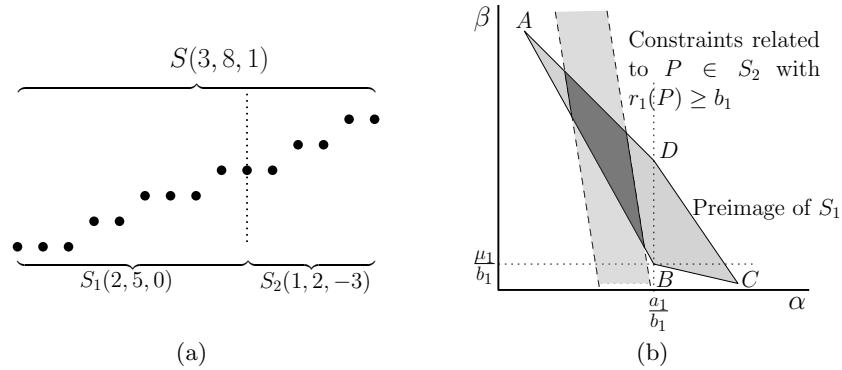 S(3, 8, 1)
S₁(2, 5, 0)
S₂(1, 2, −3)
(a)
β
A
Constraints related
to P ∈ S₂ with
r₁(P) ≥ b₁
D
Preimage of S₁
μ₁/b₁
B
C
a₁/b₁
α
(b)